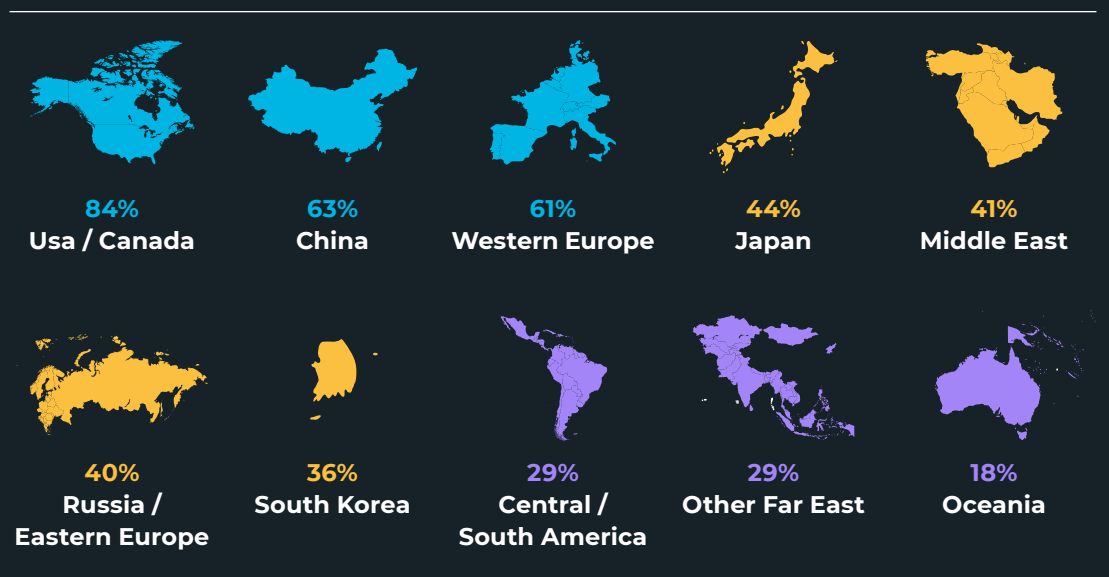 84%
Usa / Canada
63%
China
61%
Western Europe
44%
Japan
41%
Middle East
40%
Russia /
Eastern Europe
36%
South Korea
29%
Central /
South America
29%
Other Far East
18%
Oceania